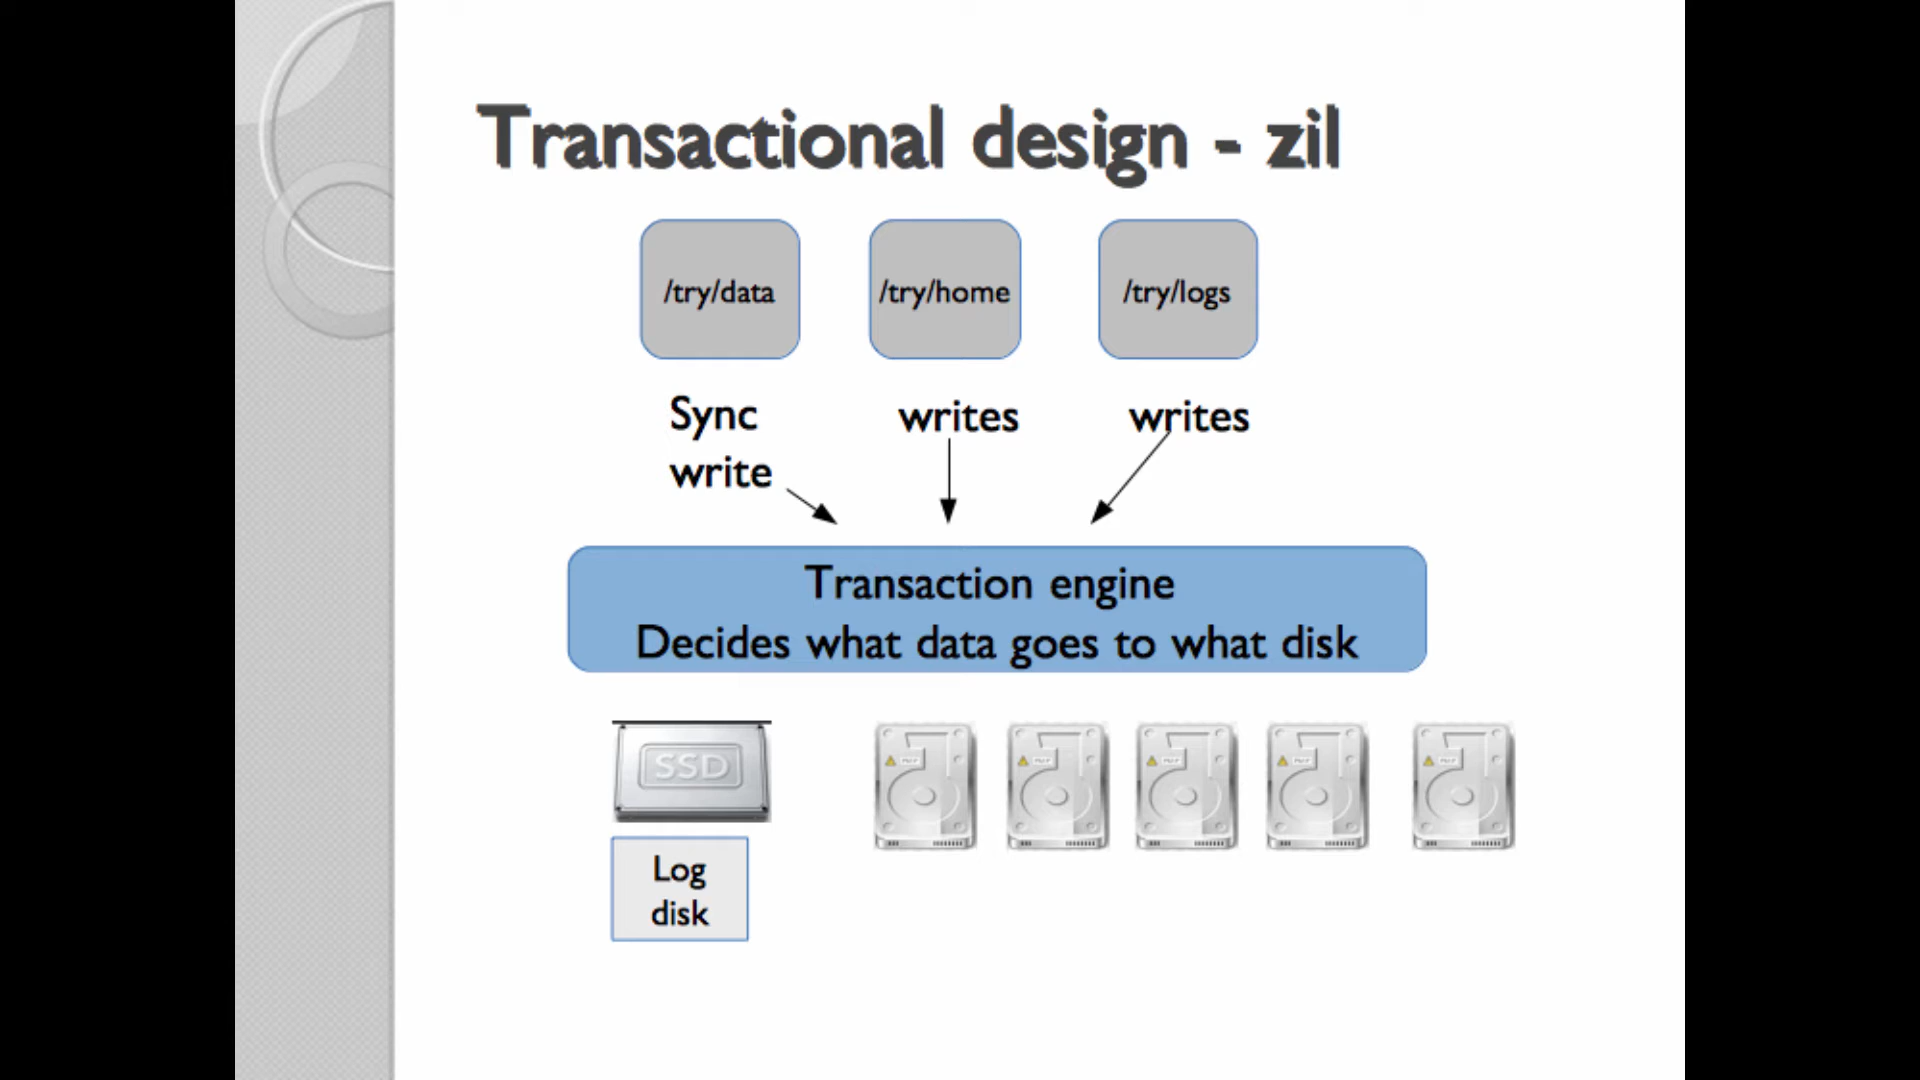 Transactional design - zil
/try/data
/try/home
/try/logs
Sync
write
writes
writes
Transaction engine
Decides what data goes to what disk
SSD
Log
disk